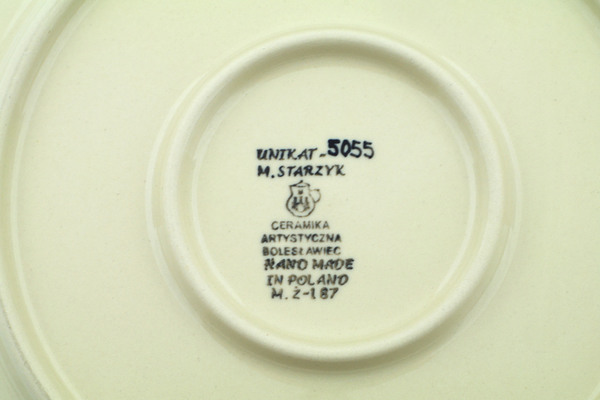 UNIKAT-5055
M. STARZYK
CERAMIKA
ARTYSTYCZNA
BOLESŁAWIEC
HAND MADE
IN POLAND
M.Ż-187